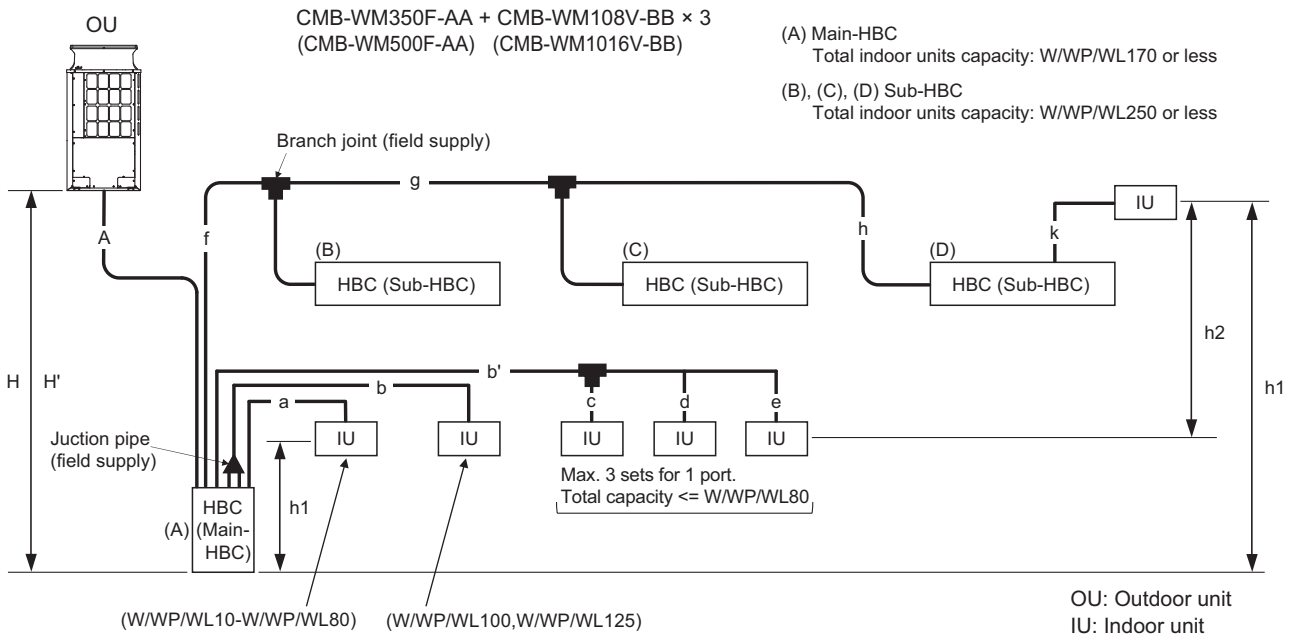 OU
CMB-WM350F-AA + CMB-WM108V-BB × 3
(CMB-WM500F-AA) (CMB-WM1016V-BB)
(A) Main-HBC
Total indoor units capacity: W/WP/WL170 or less
(B), (C), (D) Sub-HBC
Total indoor units capacity: W/WP/WL250 or less
Branch joint (field supply)
g
IU
A
f
h
k
(B)
(C)
(D)
HBC (Sub-HBC)
HBC (Sub-HBC)
HBC (Sub-HBC)
h2
H
H'
h1
b'
b
a
c
d
e
IU
IU
IU
IU
IU
Juction pipe
(field supply)
Max. 3 sets for 1 port.
Total capacity <= W/WP/WL80
h1
HBC
(A) (Main-
HBC)
(W/WP/WL10-W/WP/WL80)
(W/WP/WL100,W/WP/WL125)
OU: Outdoor unit
IU: Indoor unit